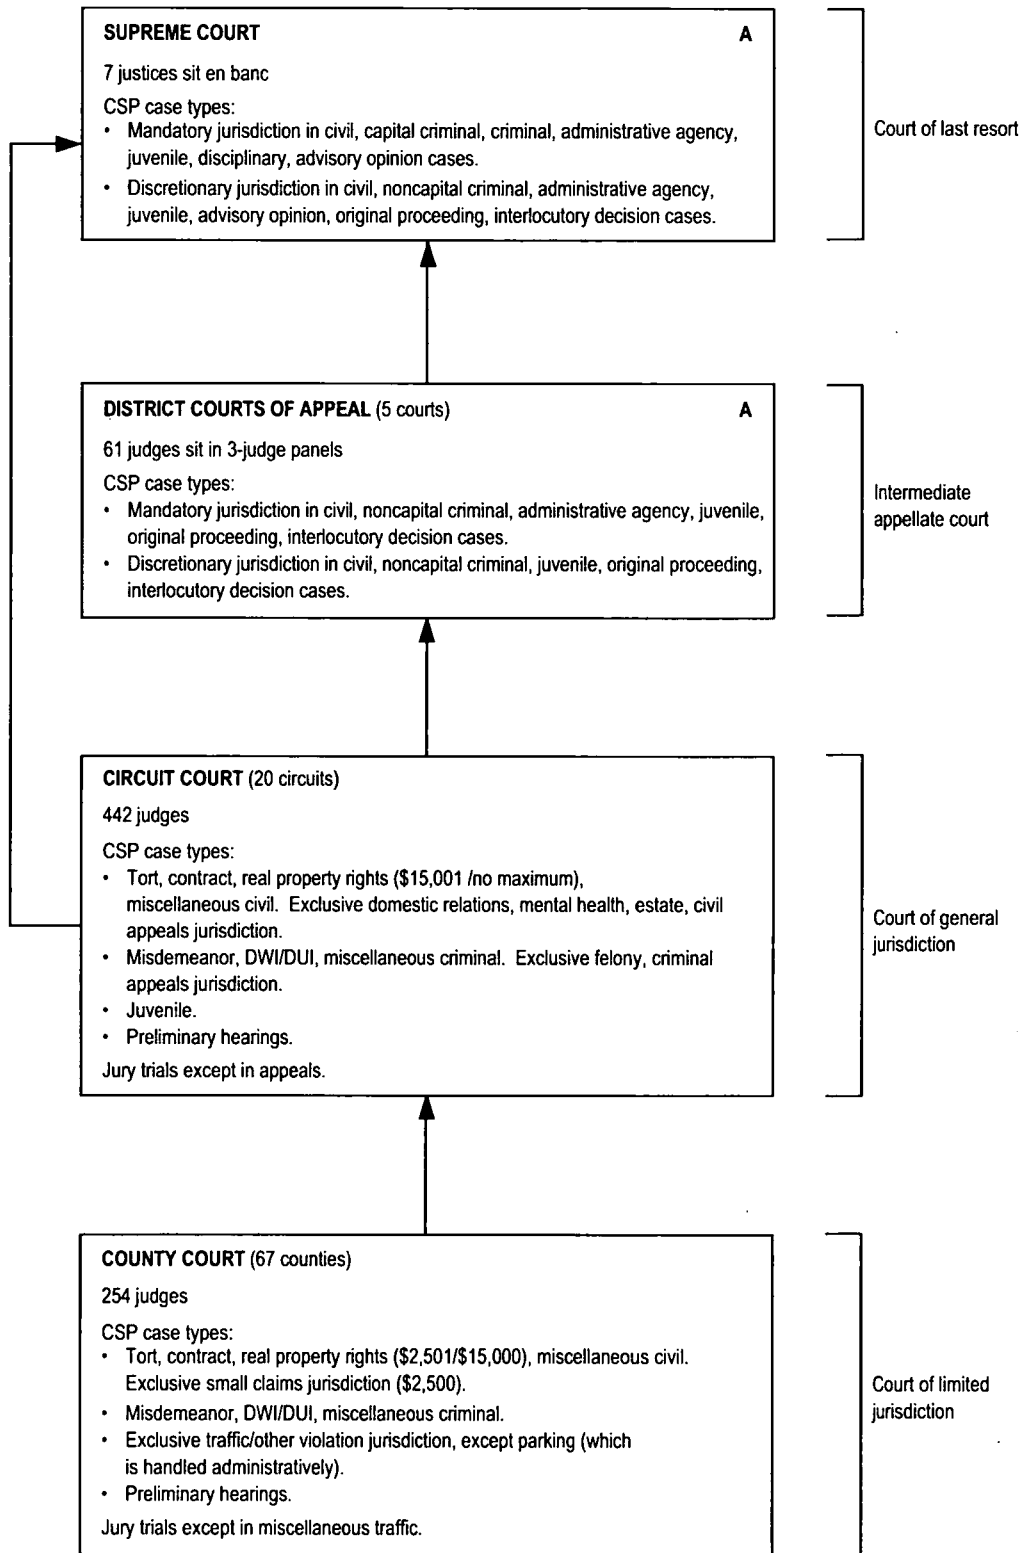 SUPREME COURT A
7 justices sit en banc
CSP case types:
• Mandatory jurisdiction in civil, capital criminal, criminal, administrative agency,
juvenile, disciplinary, advisory opinion cases.
• Discretionary jurisdiction in civil, noncapital criminal, administrative agency,
juvenile, advisory opinion, original proceeding, interlocutory decision cases.
Court of last resort
DISTRICT COURTS OF APPEAL (5 courts) A
61 judges sit in 3-judge panels
CSP case types:
• Mandatory jurisdiction in civil, noncapital criminal, administrative agency, juvenile,
original proceeding, interlocutory decision cases.
• Discretionary jurisdiction in civil, noncapital criminal, juvenile, original proceeding,
interlocutory decision cases.
Intermediate
appellate court
CIRCUIT COURT (20 circuits)
442 judges
CSP case types:
• Tort, contract, real property rights ($15,001 /no maximum),
miscellaneous civil. Exclusive domestic relations, mental health, estate, civil
appeals jurisdiction.
• Misdemeanor, DWI/DUI, miscellaneous criminal. Exclusive felony, criminal
appeals jurisdiction.
• Juvenile.
• Preliminary hearings.
Jury trials except in appeals.
Court of general
jurisdiction
COUNTY COURT (67 counties)
254 judges
CSP case types:
• Tort, contract, real property rights ($2,501/$15,000), miscellaneous civil.
Exclusive small claims jurisdiction ($2,500).
• Misdemeanor, DWI/DUI, miscellaneous criminal.
• Exclusive traffic/other violation jurisdiction, except parking (which
is handled administratively).
• Preliminary hearings.
Jury trials except in miscellaneous traffic.
Court of limited
jurisdiction